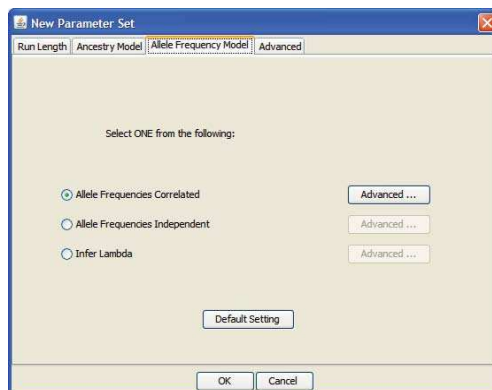 New Parameter Set
Run Length Ancestry Model Allele Frequency Model Advanced
Select ONE from the following:
Allele Frequencies Correlated Advanced ...
Allele Frequencies Independent Advanced ...
Infer Lambda Advanced ...
Default Setting
OK Cancel